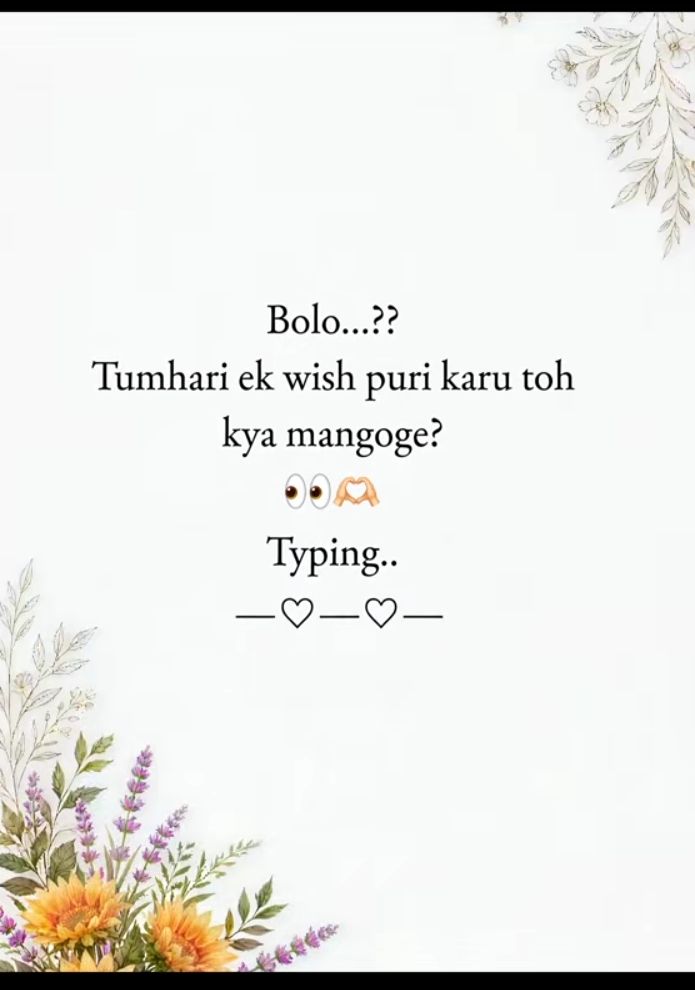 Bolo...??
Tumhari ek wish puri karu toh
kya mangoge?
👀🫶🏻
Typing..
—♡—♡—